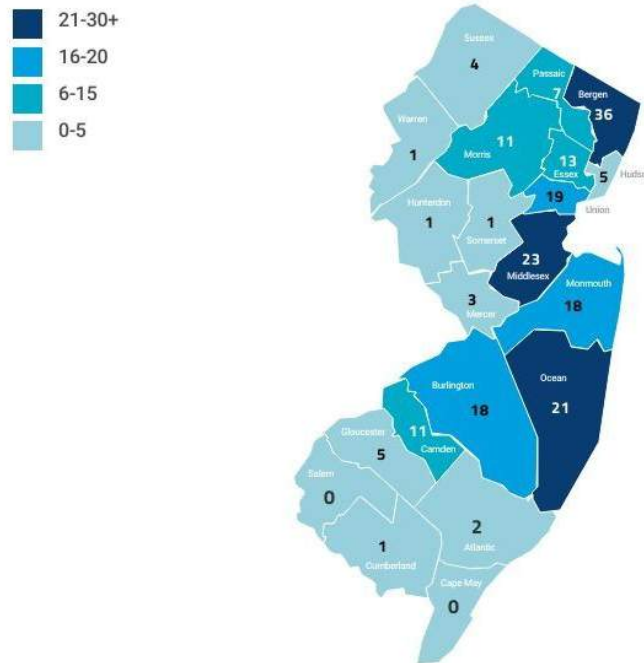 21-30+
16-20
6-15
0-5
Sussex
4
Passaic
7
Bergen
36
Warren
1
11
Morris
13
Essex
5
Hudso
19
Union
Hunterdon
1
1
Somerset
23
Middlesex
Monmouth
18
3
Mercer
Ocean
21
Burlington
18
11
Camden
Gloucester
5
Salem
0
2
Atlantic
1
Cumberland
Cape May
0